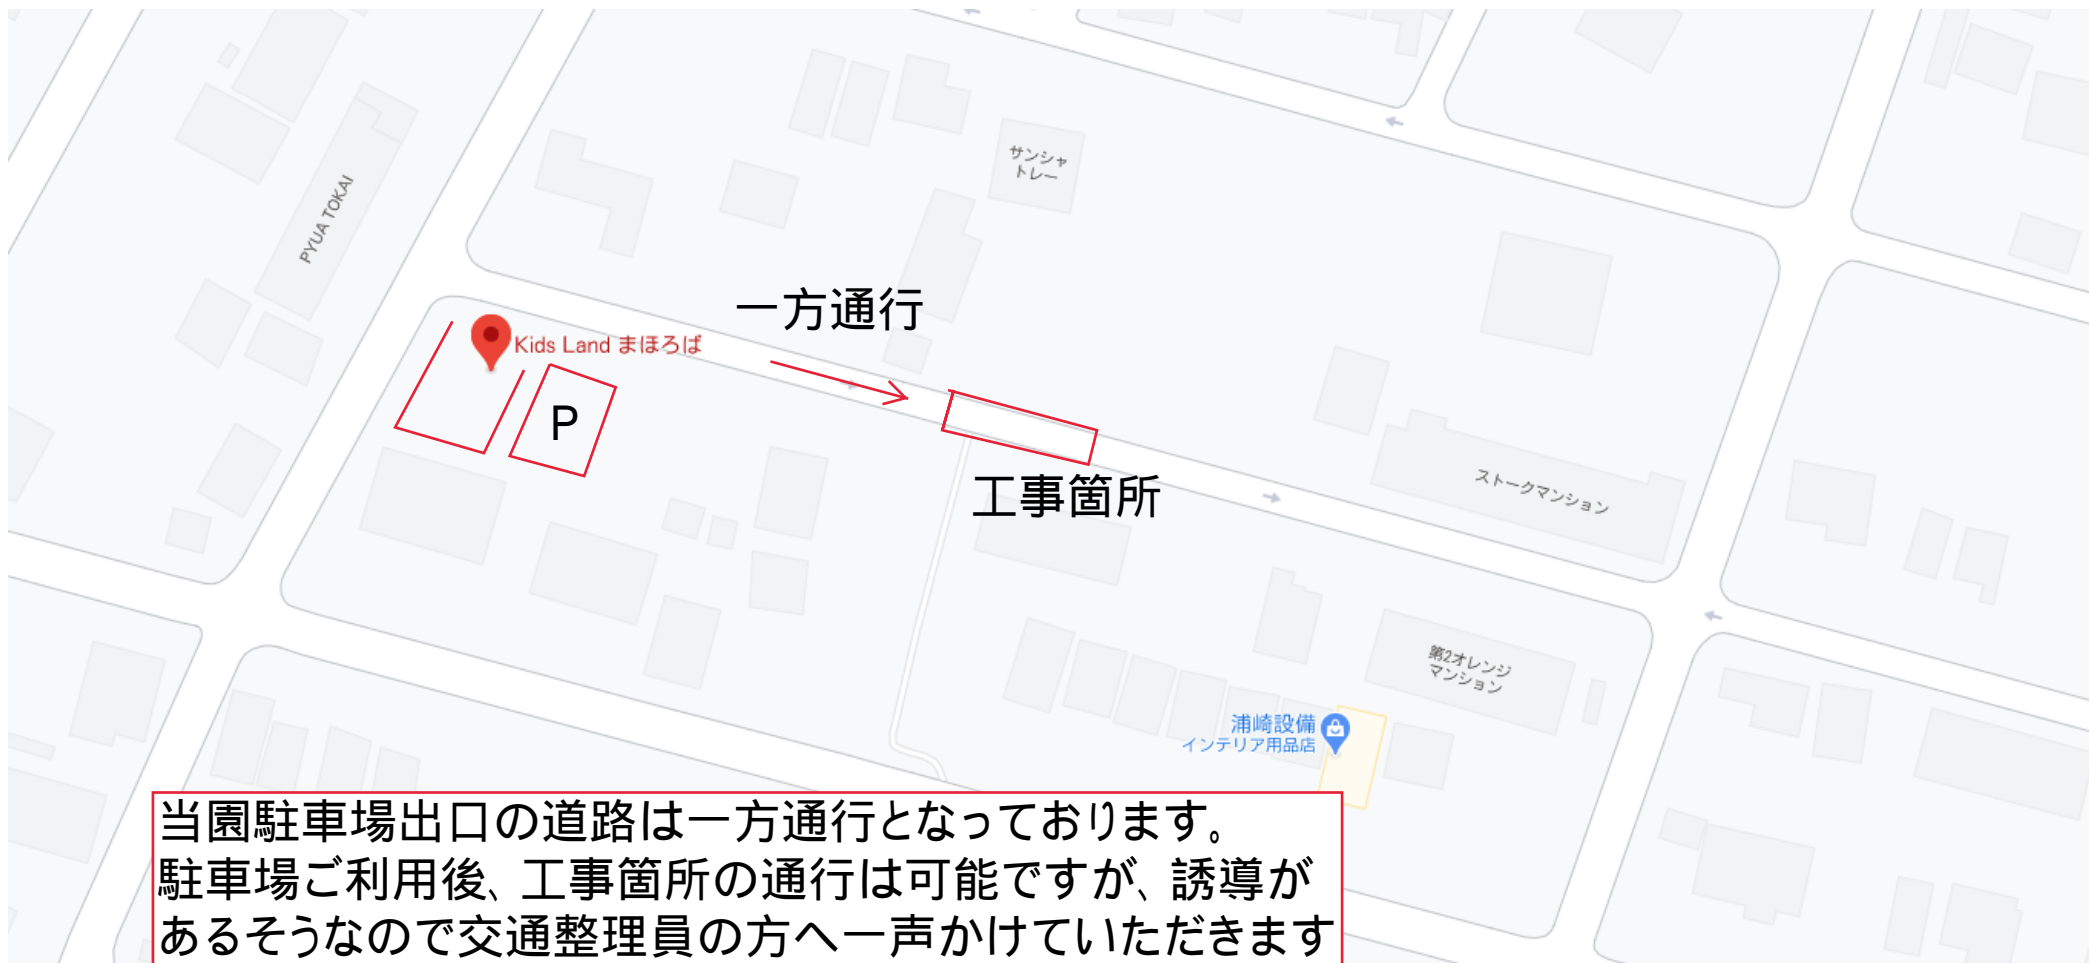 サンシャ
トレー
PYUA TOKAI
一方通行
Kids Land まほろば
P
工事箇所
ストークマンション
第2オレンジ
マンション
浦崎設備
インテリア用品店
当園駐車場出口の道路は一方通行となっております。
駐車場ご利用後、工事箇所の通行は可能ですが、誘導が
あるそうなので交通整理員の方へ一声かけていただきます